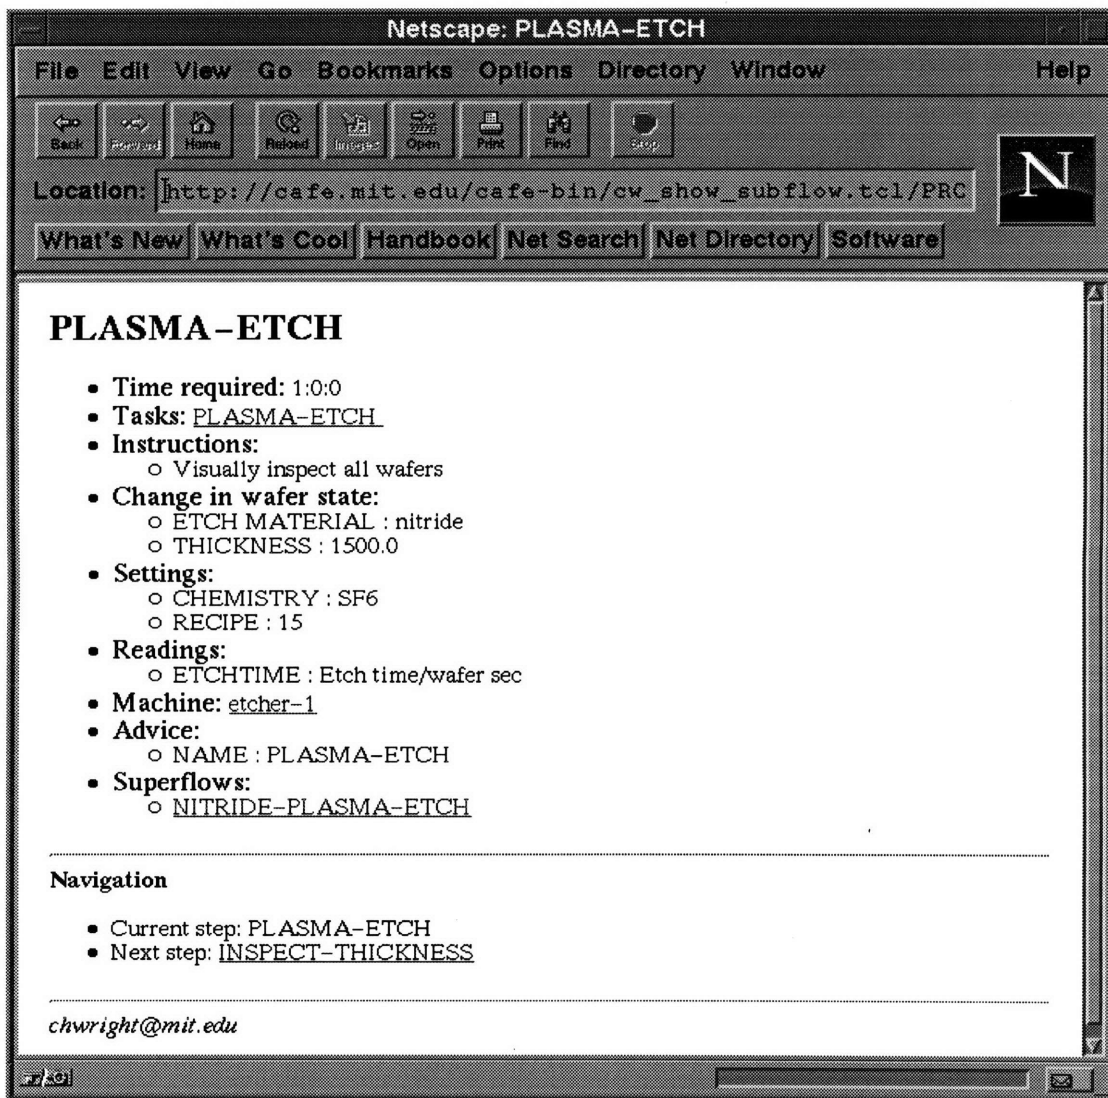 Netscape: PLASMA-ETCH
File Edit View Go Bookmarks Options Directory Window Help
Back Forward Home Reload Images Open Print Find Stop
N
Location: http://cafe.mit.edu/cafe-bin/cw_show_subflow.tcl/PRC
What's New What's Cool Handbook Net Search Net Directory Software
PLASMA-ETCH
• Time required: 1:0:0
• Tasks: PLASMA-ETCH
• Instructions:
o Visually inspect all wafers
• Change in wafer state:
o ETCH MATERIAL : nitride
o THICKNESS : 1500.0
• Settings:
o CHEMISTRY : SF6
o RECIPE : 15
• Readings:
o ETCHTIME : Etch time/wafer sec
• Machine: etcher-1
• Advice:
o NAME : PLASMA-ETCH
• Superflows:
o NITRIDE-PLASMA-ETCH
Navigation
• Current step: PLASMA-ETCH
• Next step: INSPECT-THICKNESS
chwright@mit.edu